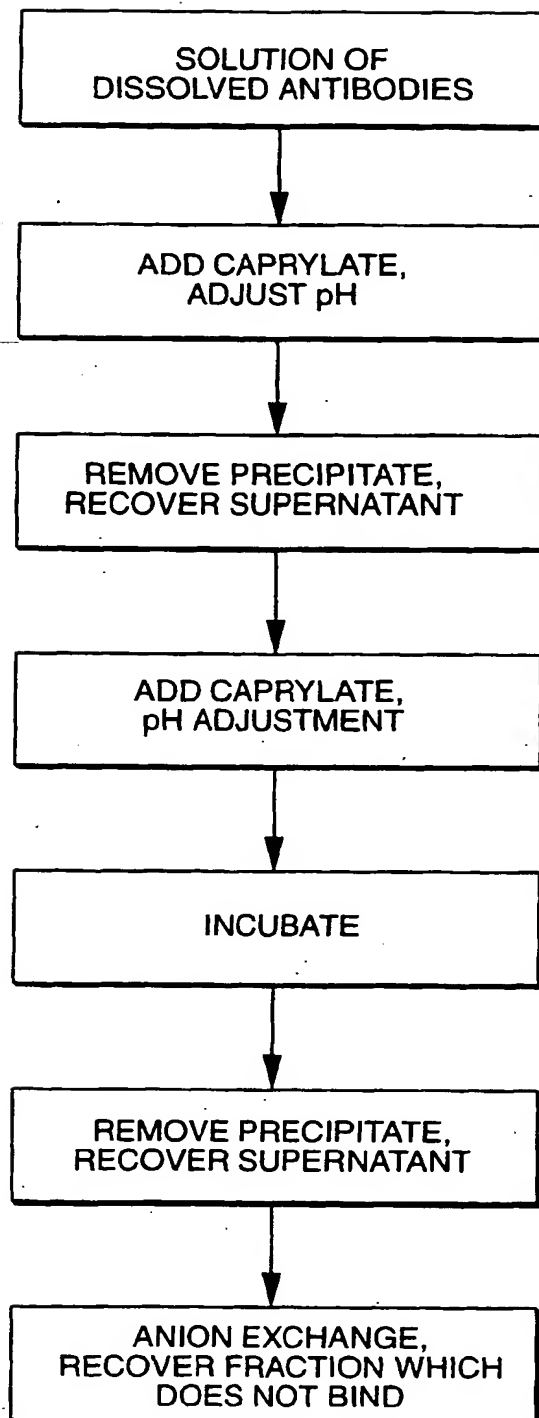 SOLUTION OF
DISSOLVED ANTIBODIES
ADD CAPRYLATE,
ADJUST pH
REMOVE PRECIPITATE,
RECOVER SUPERNATANT
ADD CAPRYLATE,
pH ADJUSTMENT
INCUBATE
REMOVE PRECIPITATE,
RECOVER SUPERNATANT
ANION EXCHANGE,
RECOVER FRACTION WHICH
DOES NOT BIND